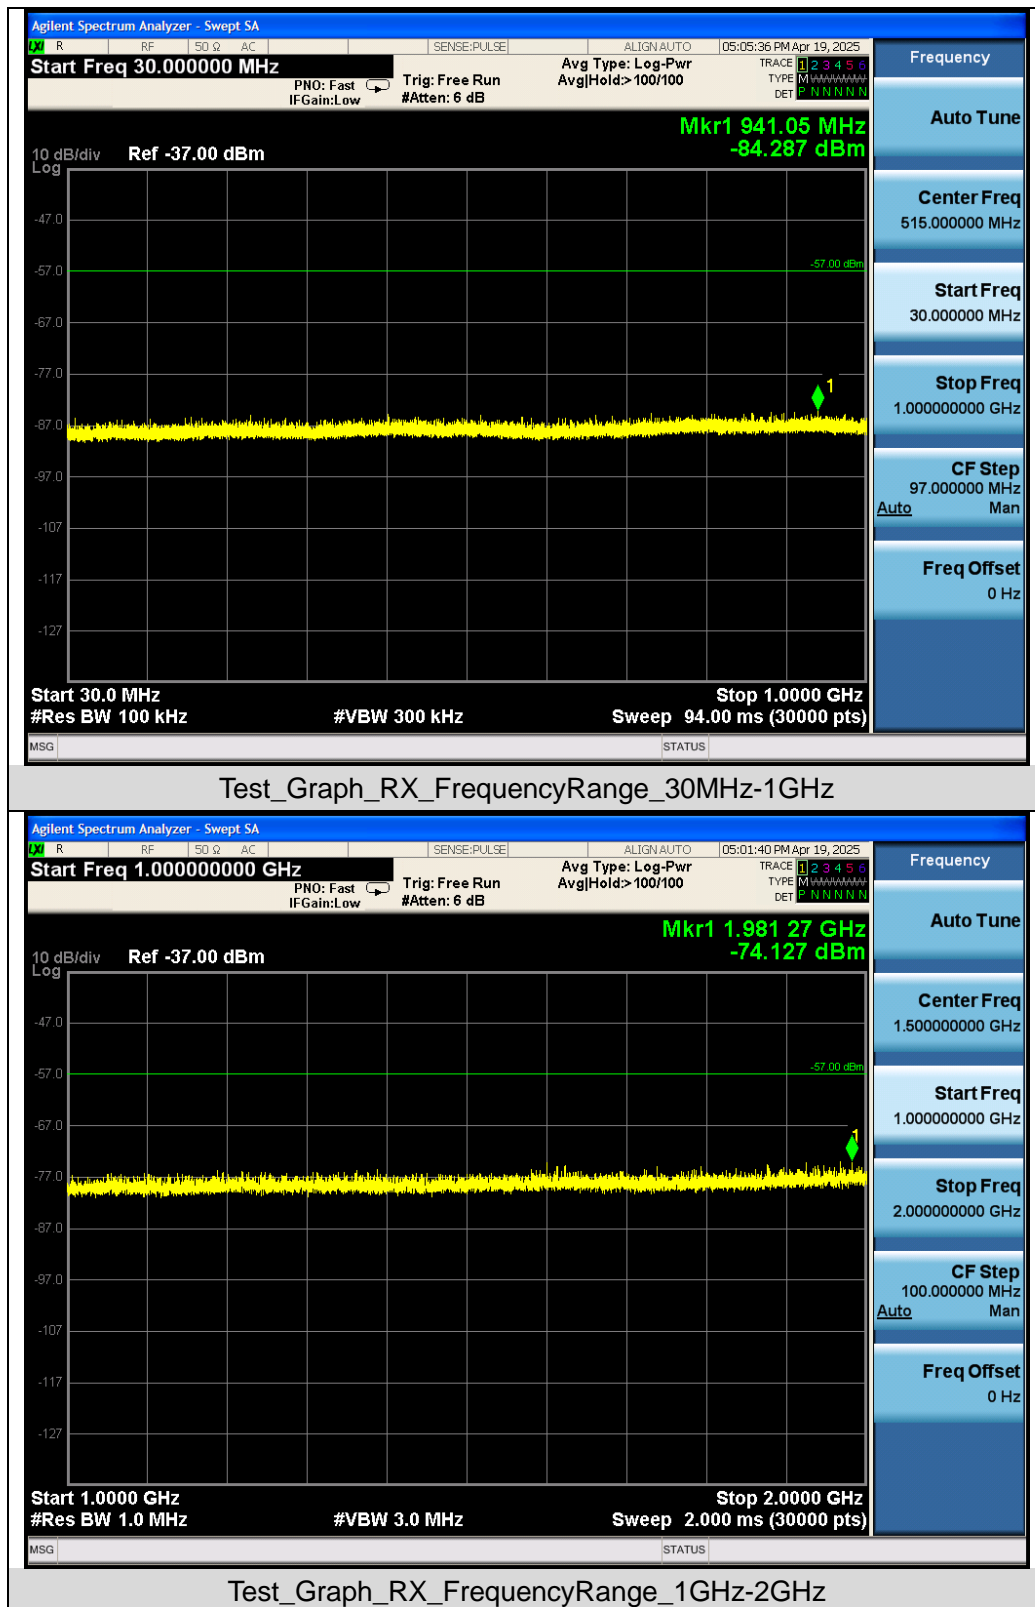 Agilent Spectrum Analyzer - Swept SA
LXI R RF 50 Ω AC SENSE:PULSE ALIGN AUTO 05:05:36 PM Apr 19, 2025
Start Freq 30.000000 MHz
PNO: Fast
IFGain:Low
Trig: Free Run
#Atten: 6 dB
Avg Type: Log-Pwr
Avg|Hold:>100/100
TRACE 1 2 3 4 5 6
TYPE M WWWWW
DET P N N N N N
Mkr1 941.05 MHz
-84.287 dBm
10 dB/div Ref -37.00 dBm
Log
-47.0
-57.0
-57.00 dBm
-67.0
-77.0
1
-87.0
-97.0
-107
-117
-127
Start 30.0 MHz Stop 1.0000 GHz
#Res BW 100 kHz #VBW 300 kHz Sweep 94.00 ms (30000 pts)
MSG STATUS
Frequency
Auto Tune
Center Freq
515.000000 MHz
Start Freq
30.000000 MHz
Stop Freq
1.000000000 GHz
CF Step
97.000000 MHz
Auto Man
Freq Offset
0 Hz
Test_Graph_RX_FrequencyRange_30MHz-1GHz
Agilent Spectrum Analyzer - Swept SA
LXI R RF 50 Ω AC SENSE:PULSE ALIGN AUTO 05:01:40 PM Apr 19, 2025
Start Freq 1.000000000 GHz
PNO: Fast
IFGain:Low
Trig: Free Run
#Atten: 6 dB
Avg Type: Log-Pwr
Avg|Hold:>100/100
TRACE 1 2 3 4 5 6
TYPE M WWWWW
DET P N N N N N
Mkr1 1.981 27 GHz
-74.127 dBm
10 dB/div Ref -37.00 dBm
Log
-47.0
-57.0
-57.00 dBm
-67.0
1
-77.0
-87.0
-97.0
-107
-117
-127
Start 1.0000 GHz Stop 2.0000 GHz
#Res BW 1.0 MHz #VBW 3.0 MHz Sweep 2.000 ms (30000 pts)
MSG STATUS
Frequency
Auto Tune
Center Freq
1.500000000 GHz
Start Freq
1.000000000 GHz
Stop Freq
2.000000000 GHz
CF Step
100.000000 MHz
Auto Man
Freq Offset
0 Hz
Test_Graph_RX_FrequencyRange_1GHz-2GHz